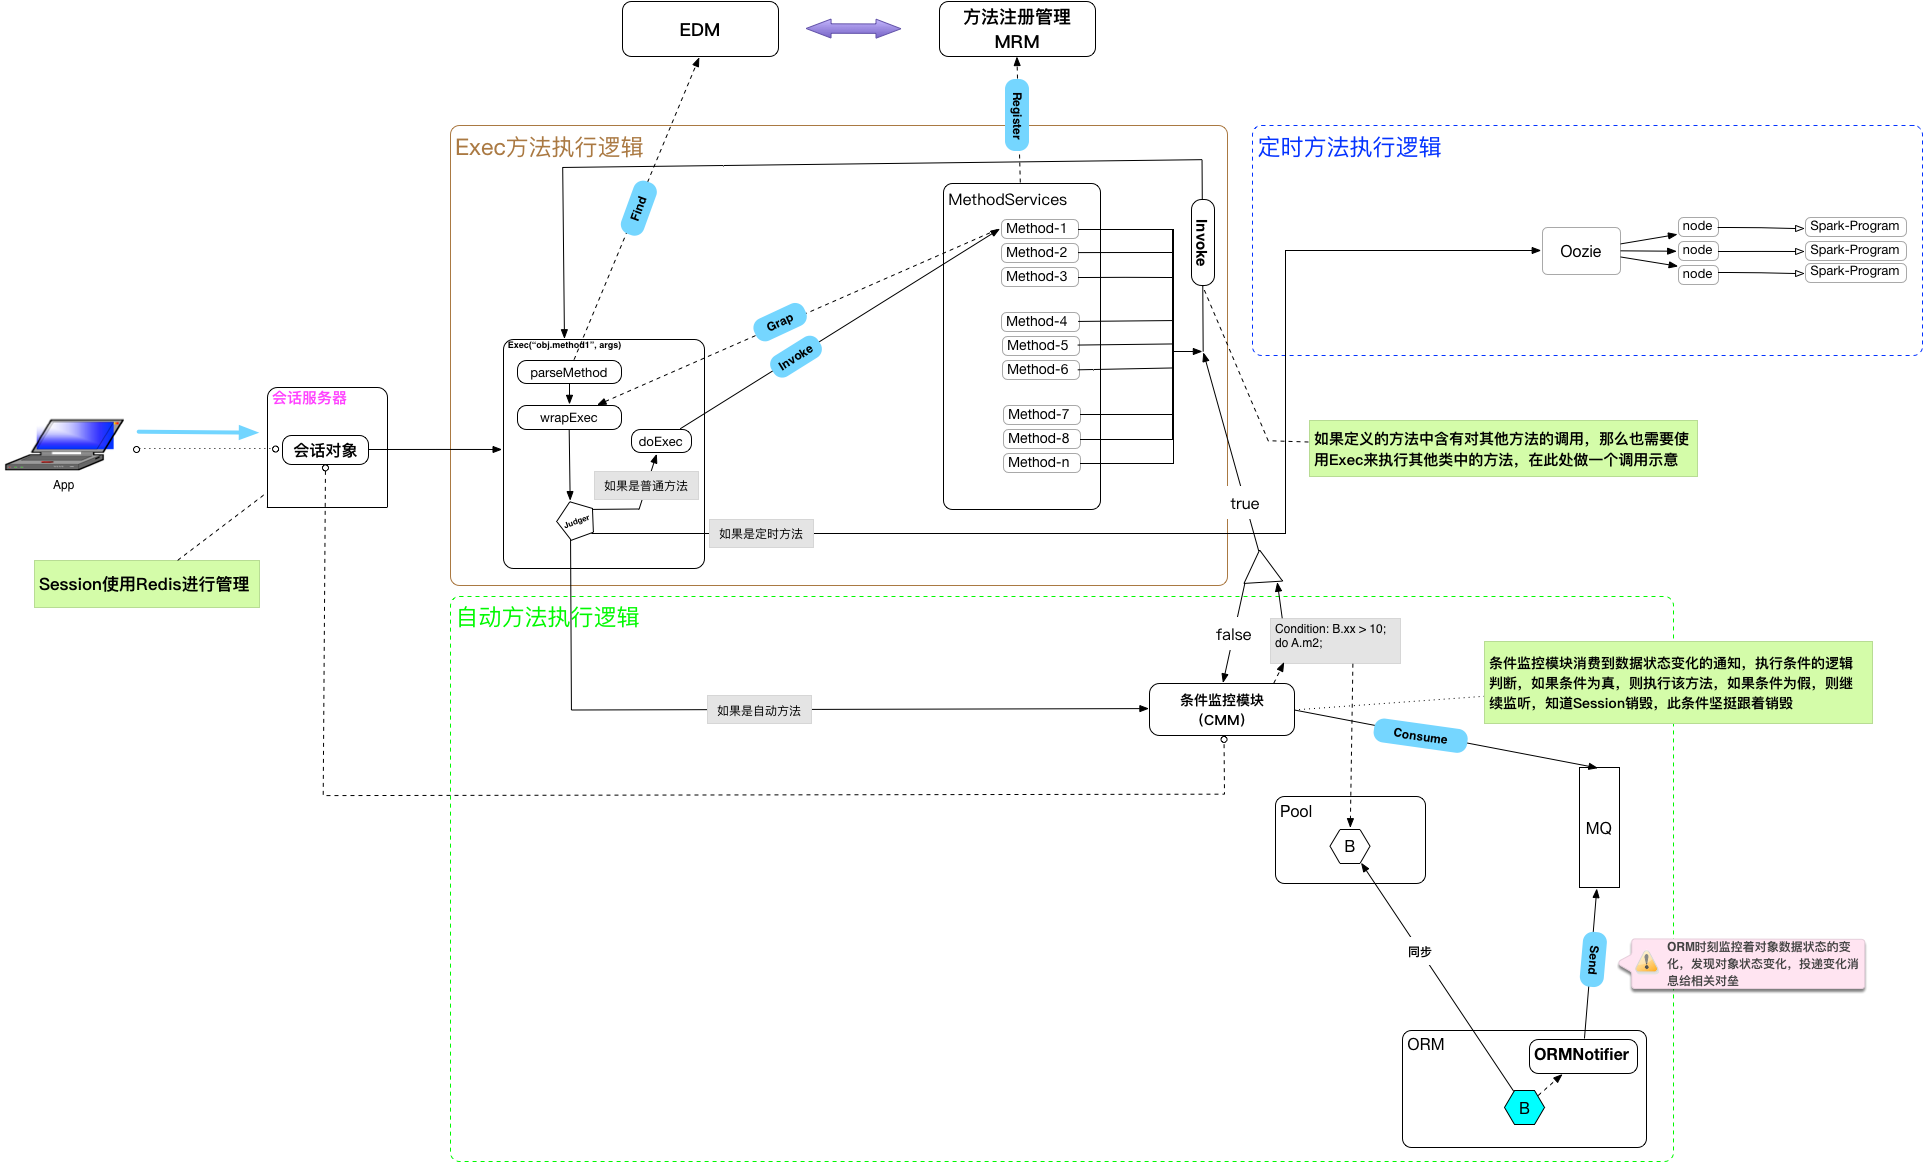 EDM
方法注册管理
MRM
Register
Exec方法执行逻辑
定时方法执行逻辑
Find
MethodServices
Method-1
Method-2
Method-3
Method-4
Method-5
Method-6
Method-7
Method-8
Method-n
Invoke
Oozie
node
Spark-Program
node
Spark-Program
node
Spark-Program
Grap
Invoke
Exec(“obj.method1”, args)
parseMethod
wrapExec
doExec
如果是普通方法
Judger
如果是定时方法
会话服务器
会话对象
App
Session使用Redis进行管理
如果定义的方法中含有对其他方法的调用，那么也需要使
用Exec来执行其他类中的方法，在此处做一个调用示意
true
false
自动方法执行逻辑
Condition: B.xx > 10;
do A.m2;
条件监控模块消费到数据状态变化的通知，执行条件的逻辑
判断，如果条件为真，则执行该方法，如果条件为假，则继
续监听，知道Session销毁，此条件坚挺跟着销毁
如果是自动方法
条件监控模块
（CMM）
Consume
MQ
Pool
B
同步
Send
ORM时刻监控着对象数据状态的变
化，发现对象状态变化，投递变化消
息给相关对垒
ORM
ORMNotifier
B